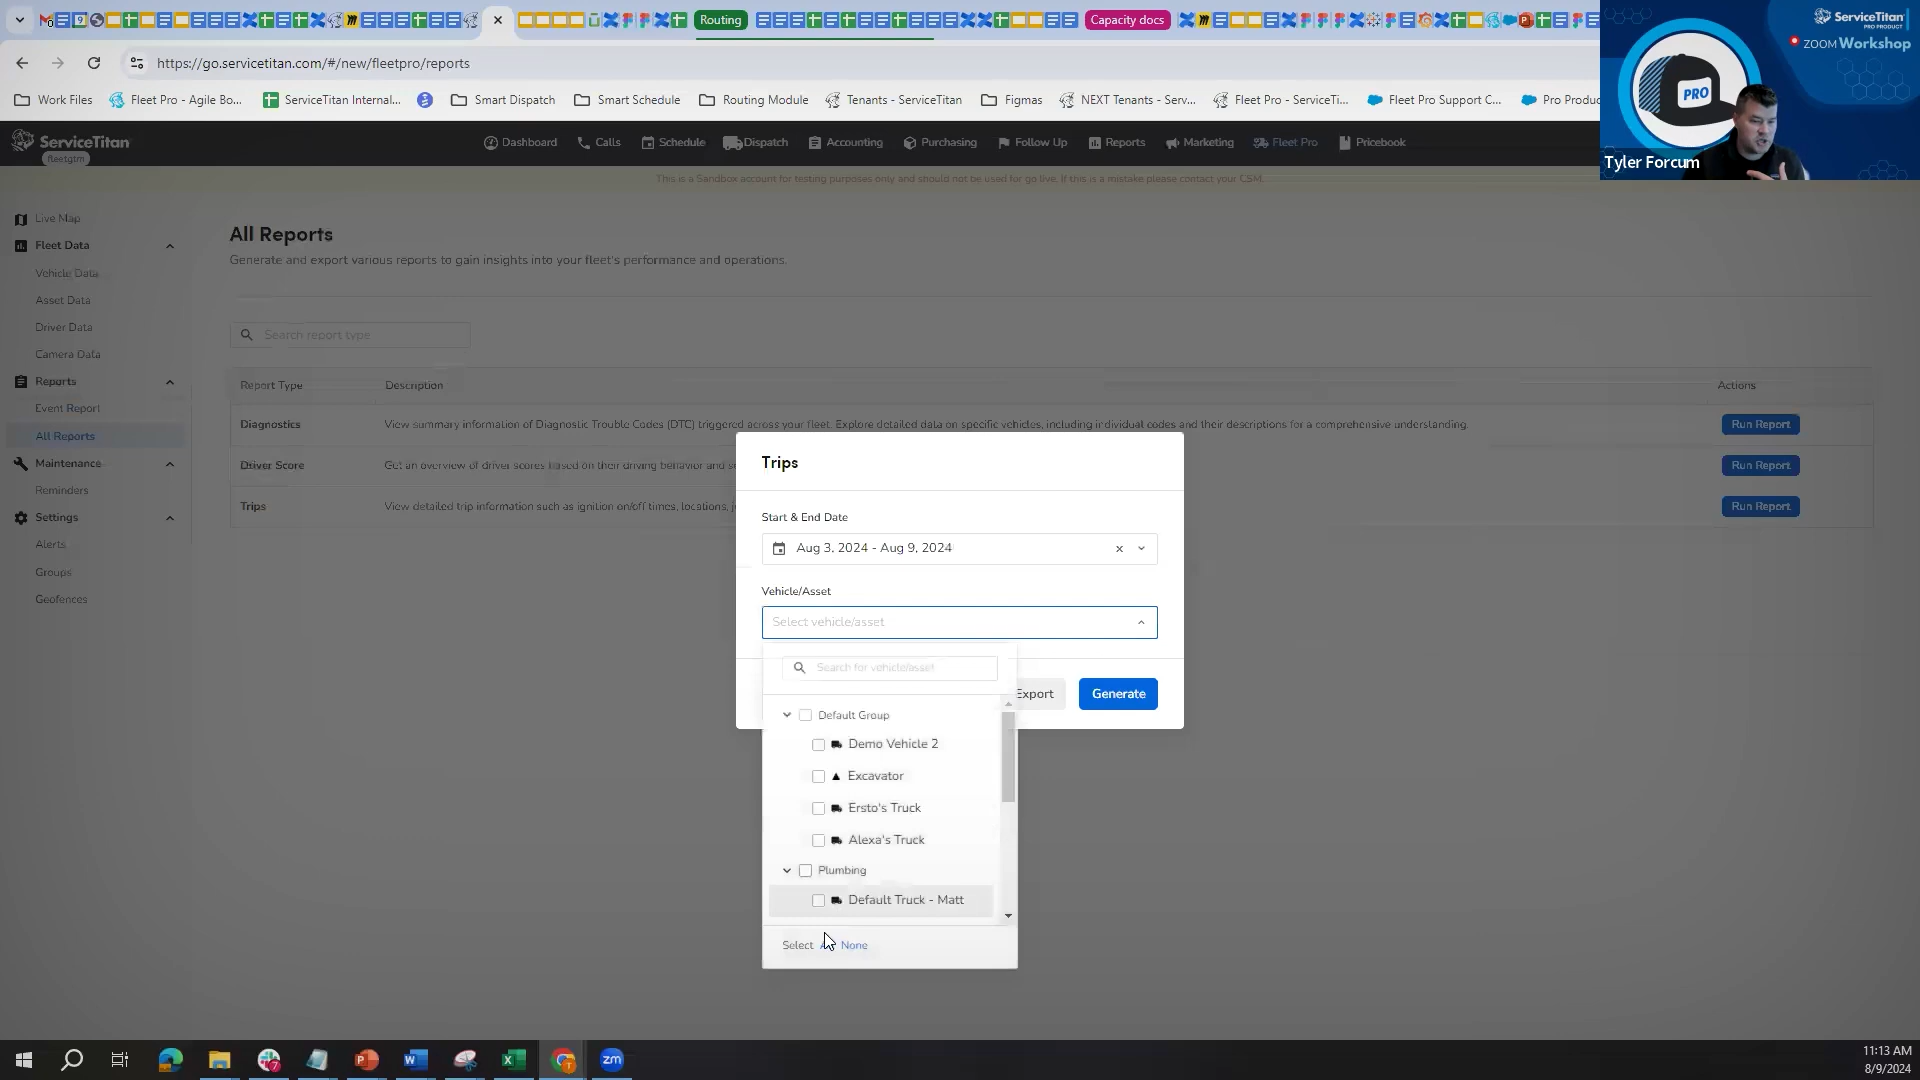 Routing
Capacity docs
https://go.servicetitan.com/#/new/fleetpro/reports
Work Files
Fleet Pro - Agile Bo...
ServiceTitan Internal...
Smart Dispatch
Smart Schedule
Routing Module
Tenants - ServiceTitan
Figmas
NEXT Tenants - Serv...
Fleet Pro - ServiceTi...
Fleet Pro Support C...
Pro Produc
ServiceTitan
PRO PRODUCT
ZOOM Workshop
PRO
Tyler Forcum
ServiceTitan
fleetgtm
Dashboard
Calls
Schedule
Dispatch
Accounting
Purchasing
Follow Up
Reports
Marketing
Fleet Pro
Pricebook
This is a Sandbox account for testing purposes only and should not be used for go live. If this is a mistake please contact your CSM.
Live Map
Fleet Data
Vehicle Data
Asset Data
Driver Data
Camera Data
Reports
Event Report
All Reports
Maintenance
Reminders
Settings
Alerts
Groups
Geofences
All Reports
Generate and export various reports to gain insights into your fleet's performance and operations.
Search report type
Report Type
Description
Actions
Diagnostics
View summary information of Diagnostic Trouble Codes (DTC) triggered across your fleet. Explore detailed data on specific vehicles, including individual codes and their descriptions for a comprehensive understanding.
Run Report
Driver Score
Get an overview of driver scores based on their driving behavior and
Run Report
Trips
View detailed trip information such as ignition on/off times, locations,
Run Report
Trips
Start & End Date
Aug 3, 2024 - Aug 9, 2024
Vehicle/Asset
Select vehicle/asset
Search for vehicle/asset
Export
Generate
Default Group
Demo Vehicle 2
Excavator
Ersto's Truck
Alexa's Truck
Plumbing
Default Truck - Matt
Select
None
11:13 AM
8/9/2024